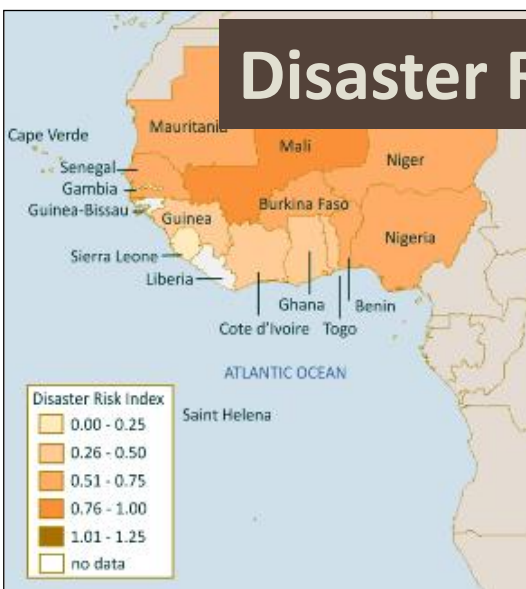 Disaster R
Cape Verde
Mauritania
Mali
Niger
Senegal
Gambia
Guinea-Bissau
Guinea
Burkina Faso
Nigeria
Sierra Leone
Liberia
Ghana
Benin
Cote d'Ivoire
Togo
ATLANTIC OCEAN
Saint Helena
Disaster Risk Index
0.00 - 0.25
0.26 - 0.50
0.51 - 0.75
0.76 - 1.00
1.01 - 1.25
no data